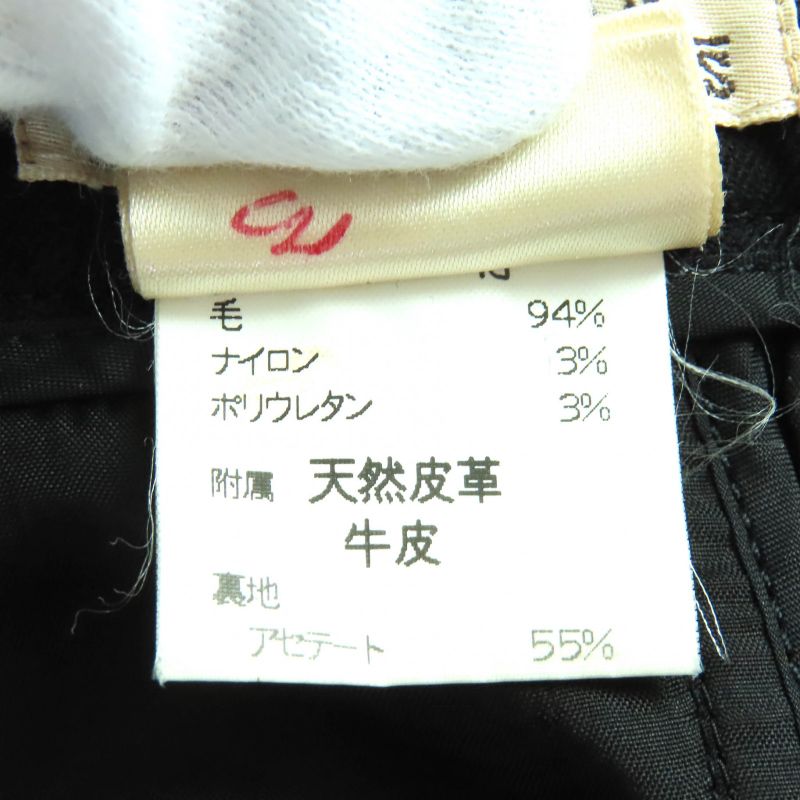 毛 94%
ナイロン 3%
ポリウレタン 3%
附属 天然皮革
牛皮
裏地
アセテート 55%